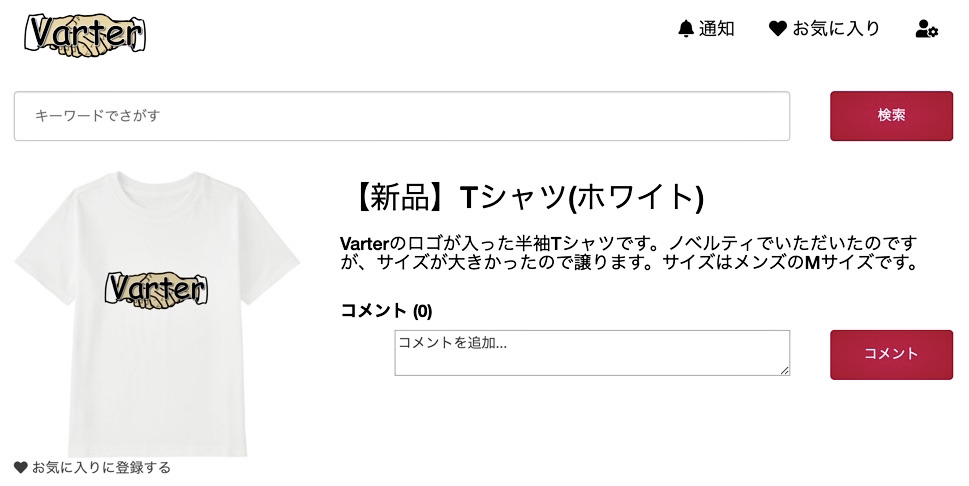 Varter
通知
お気に入り
キーワードでさがす
検索
【新品】Tシャツ(ホワイト)
Varterのロゴが入った半袖Tシャツです。ノベルティでいただいたのです
が、サイズが大きかったので譲ります。サイズはメンズのMサイズです。
Varter
コメント (0)
コメントを追加...
コメント
お気に入りに登録する